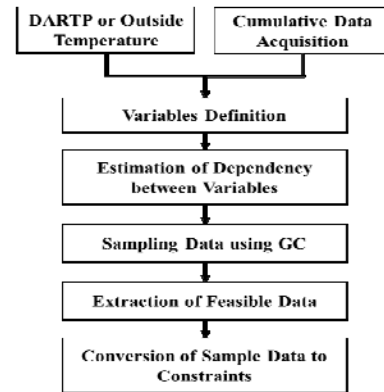 DARTP or Outside
Temperature
Cumulative Data
Acquisition
Variables Definition
Estimation of Dependency
between Variables
Sampling Data using GC
Extraction of Feasible Data
Conversion of Sample Data to
Constraints